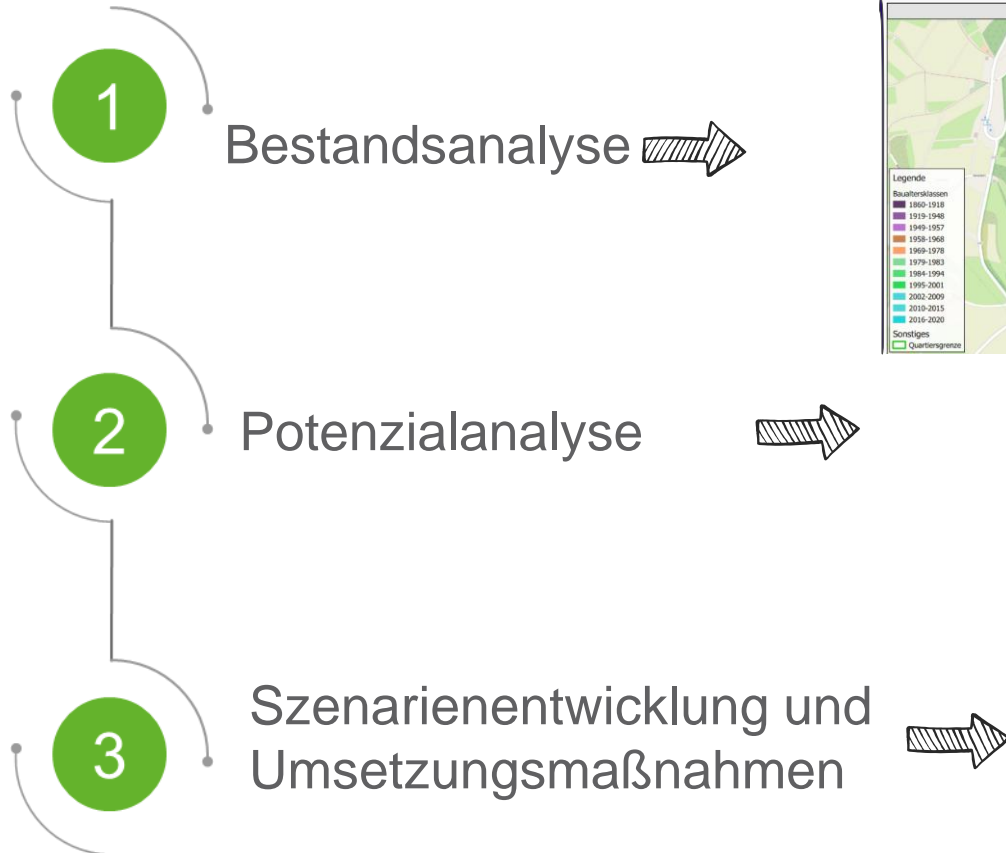 1
Bestandsanalyse
Legende
Baualtersklassen
1860-1918
1919-1948
1949-1957
1958-1968
1969-1978
1979-1983
1984-1994
1995-2001
2002-2009
2010-2015
2016-2020
Sonstiges
Quartiersgrenze
2
Potenzialanalyse
3
Szenarienentwicklung und
Umsetzungsmaßnahmen